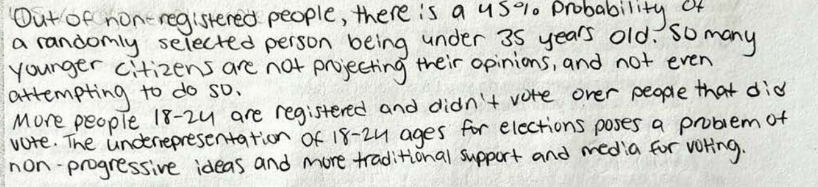 Out of non-registered people, there is a 45% probability of
a randomly selected person being under 35 years old. So many
younger citizens are not projecting their opinions, and not even
attempting to do so.
More people 18-24 are registered and didn't vote over people that did
vote. The underrepresentation of 18-24 ages for elections poses a problem of
non-progressive ideas and more traditional support and media for voting.